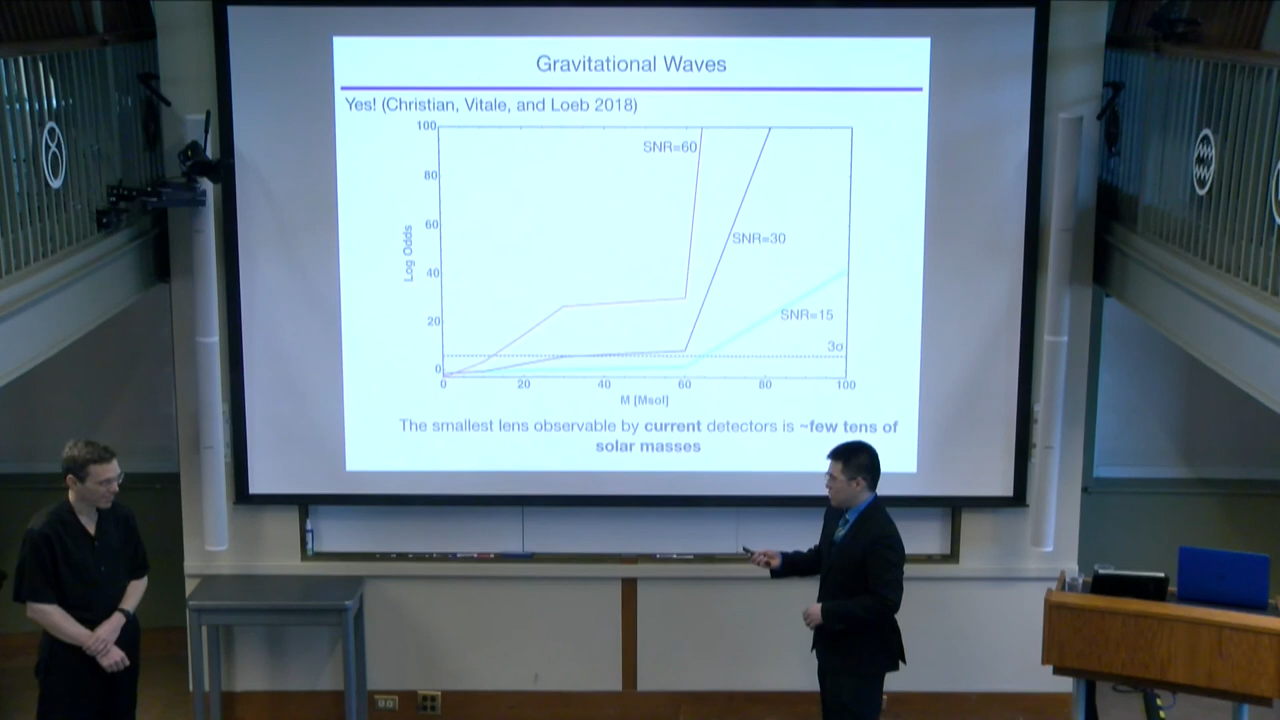 Gravitational Waves
Yes! (Christian, Vitale, and Loeb 2018)
100
SNR=60
80
60
SNR=30
Log Odds
40
20
SNR=15
3σ
0
0 20 40 60 80 100
M [Msol]
The smallest lens observable by current detectors is ~few tens of
solar masses